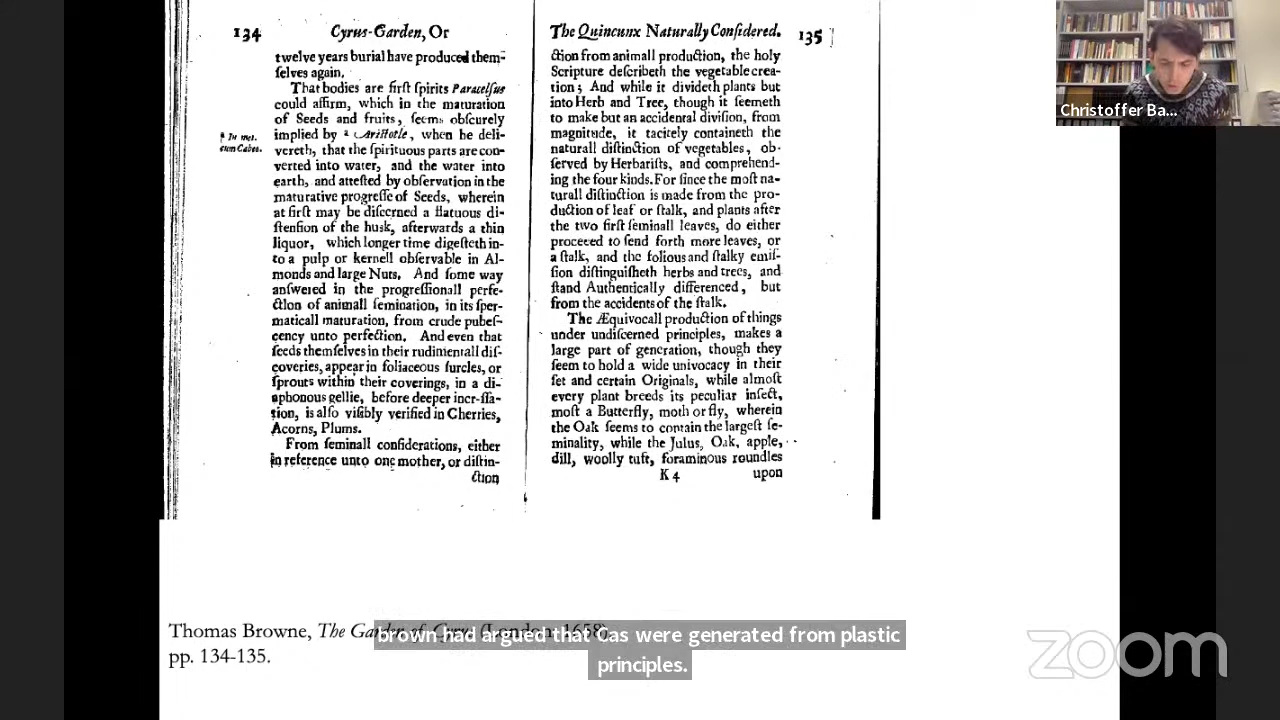 134 Cyrus-Garden, Or
twelve years burial have produced them-
selves again.
That bodies are first spirits Paracelsus
could affirm, which in the maturation
of Seeds and fruits, seems obscurely
implied by ª Aristotle, when he deli-
vereth, that the spirituous parts are con-
verted into water, and the water into
earth, and attested by observation in the
maturative progresse of Seeds, wherein
at first may be discerned a flatuous di-
stension of the husk, afterwards a thin
liquor, which longer time digesteth in-
to a pulp or kernell observable in Al-
monds and large Nuts. And some way
answered in the progressionall perfe-
ction of animall semination, in its sper-
maticall maturation, from crude pubes-
cency unto perfection. And even that
seeds themselves in their rudimentall dis-
coveries, appear in foliaceous surcles, or
sprouts within their coverings, in a di-
aphonous gellie, before deeper incrassa-
tion, is also visibly verified in Cherries,
Acorns, Plums.
From seminall considerations, either
in reference unto one mother, or distin-
ction
In met.
cum Cabeo.
The Quincunx Naturally Considered. 135
ction from animall production, the holy
Scripture describeth the vegetable crea-
tion; And while it divideth plants but
into Herb and Tree, though it seemeth
to make but an accidental division, from
magnitude, it tacitely containeth the
naturall distinction of vegetables, ob-
served by Herbarists, and comprehend-
ing the four kinds. For since the most na-
turall distinction is made from the pro-
duction of leaf or stalk, and plants after
the two first seminall leaves, do either
proceed to send forth more leaves, or
a stalk, and the folious and stalky emis-
sion distinguisheth herbs and trees, and
stand Authentically differenced, but
from the accidents of the stalk.
The Æquivocall production of things
under undiscerned principles, makes a
large part of generation, though they
seem to hold a wide univocacy in their
set and certain Originals, while almost
every plant breeds its peculiar insect,
most a Butterfly, moth or fly, wherein
the Oak seems to contain the largest se-
minality, while the Julus, Oak, apple,
dill, woolly tuft, foraminous roundles
K 4 upon
Christoffer Ba...
Thomas Browne, The Garden of Cyrus (London 1658),
pp. 134-135.
brown had argued that Cas were generated from plastic
principles.
zoom